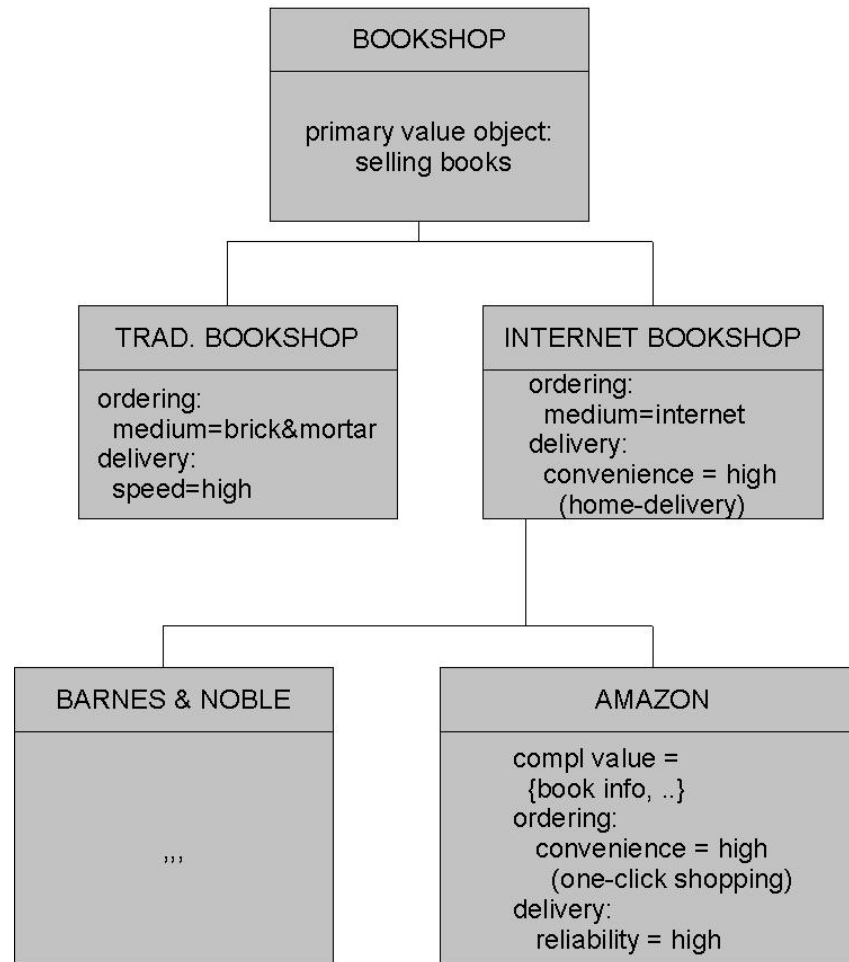 BOOKSHOP
primary value object:
selling books
TRAD. BOOKSHOP
ordering:
medium=brick&mortar
delivery:
speed=high
INTERNET BOOKSHOP
ordering:
medium=internet
delivery:
convenience = high
(home-delivery)
BARNES & NOBLE
,,,
AMAZON
compl value =
{book info, ..}
ordering:
convenience = high
(one-click shopping)
delivery:
reliability = high